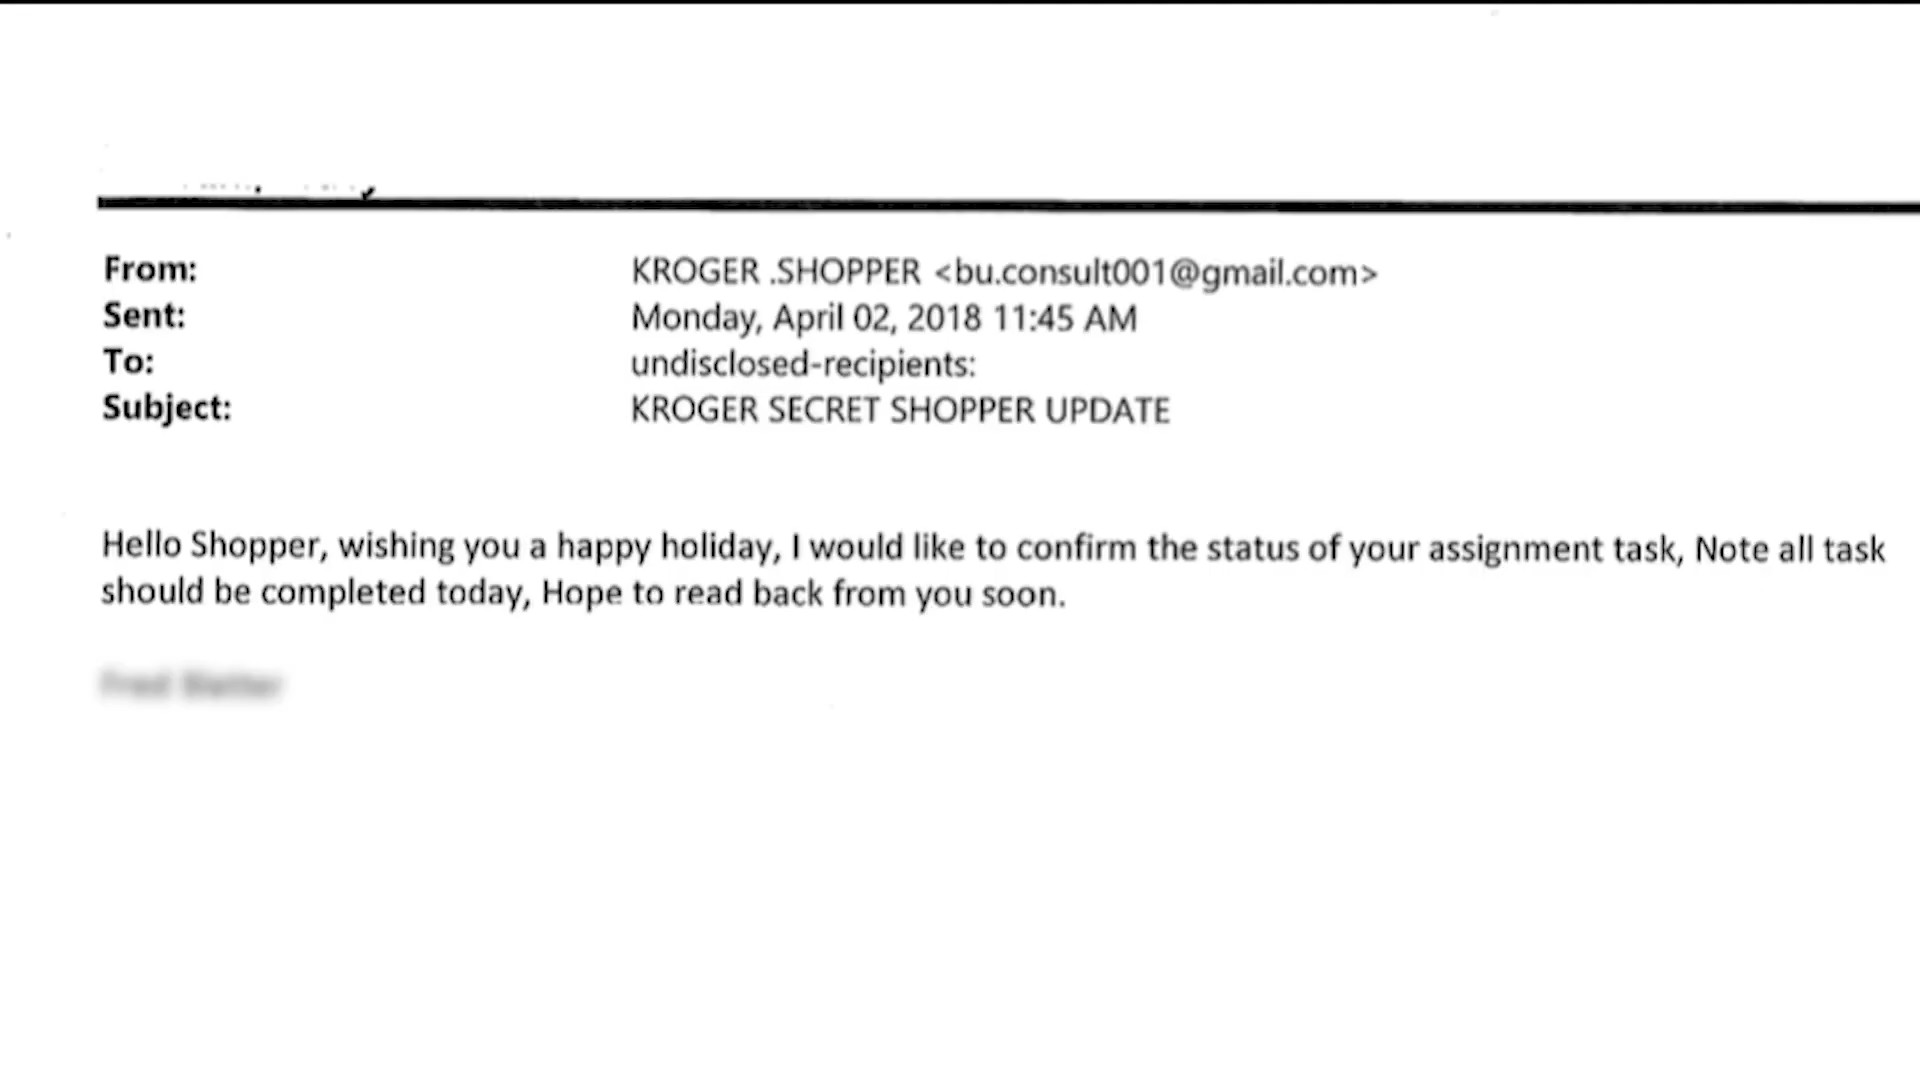 From: KROGER .SHOPPER <bu.consult001@gmail.com>
Sent: Monday, April 02, 2018 11:45 AM
To: undisclosed-recipients:
Subject: KROGER SECRET SHOPPER UPDATE
Hello Shopper, wishing you a happy holiday, I would like to confirm the status of your assignment task, Note all task
should be completed today, Hope to read back from you soon.